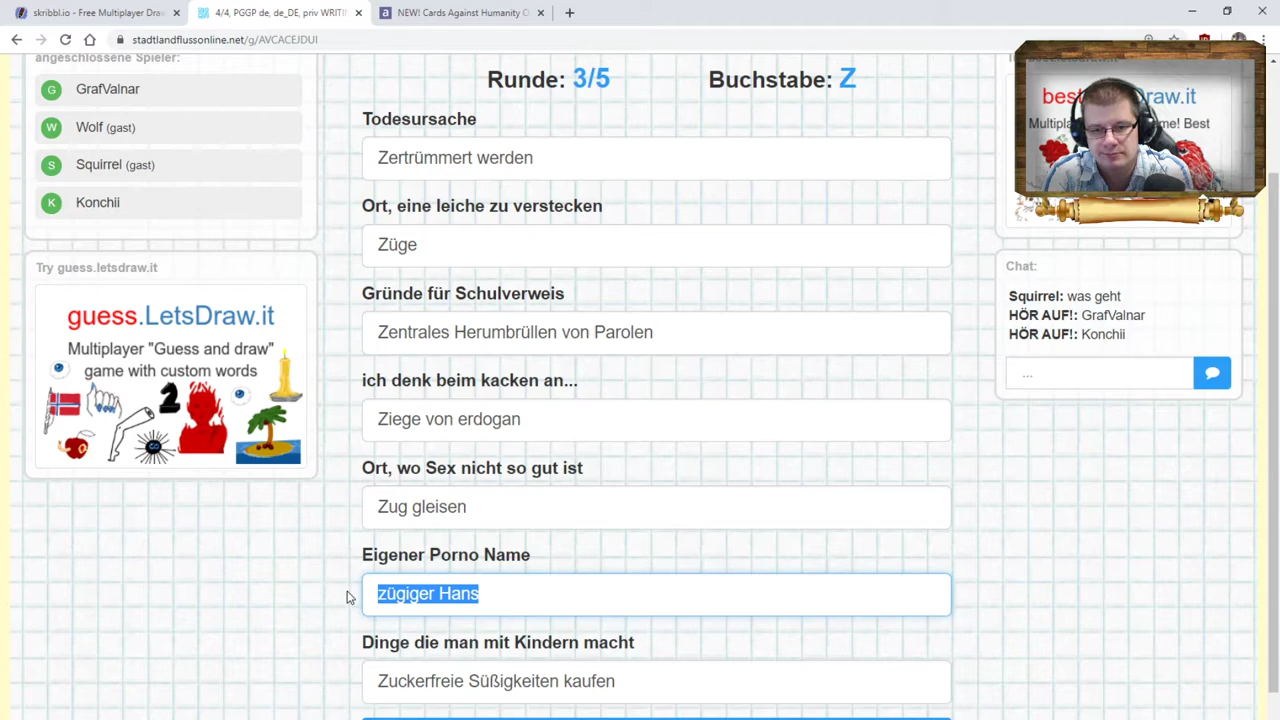 skribbl.io - Free Multiplayer Draw
4/4, PGGP de, de_DE, priv WRITIN
NEW! Cards Against Humanity O
stadtlandflussonline.net/g/AVCACEJDUI
angeschlossene Spieler:
G GrafValnar
W Wolf (gast)
S Squirrel (gast)
K Konchii
Try guess.letsdraw.it
guess.LetsDraw.it
Multiplayer "Guess and draw"
game with custom words
Runde: 3/5 Buchstabe: Z
Todesursache
Zertrümmert werden
Ort, eine leiche zu verstecken
Züge
Gründe für Schulverweis
Zentrales Herumbrüllen von Parolen
ich denk beim kacken an...
Ziege von erdogan
Ort, wo Sex nicht so gut ist
Zug gleisen
Eigener Porno Name
zügiger Hans
Dinge die man mit Kindern macht
Zuckerfreie Süßigkeiten kaufen
best Draw.it
Multipl me! Best
Chat:
Squirrel: was geht
HÖR AUF!: GrafValnar
HÖR AUF!: Konchii
...